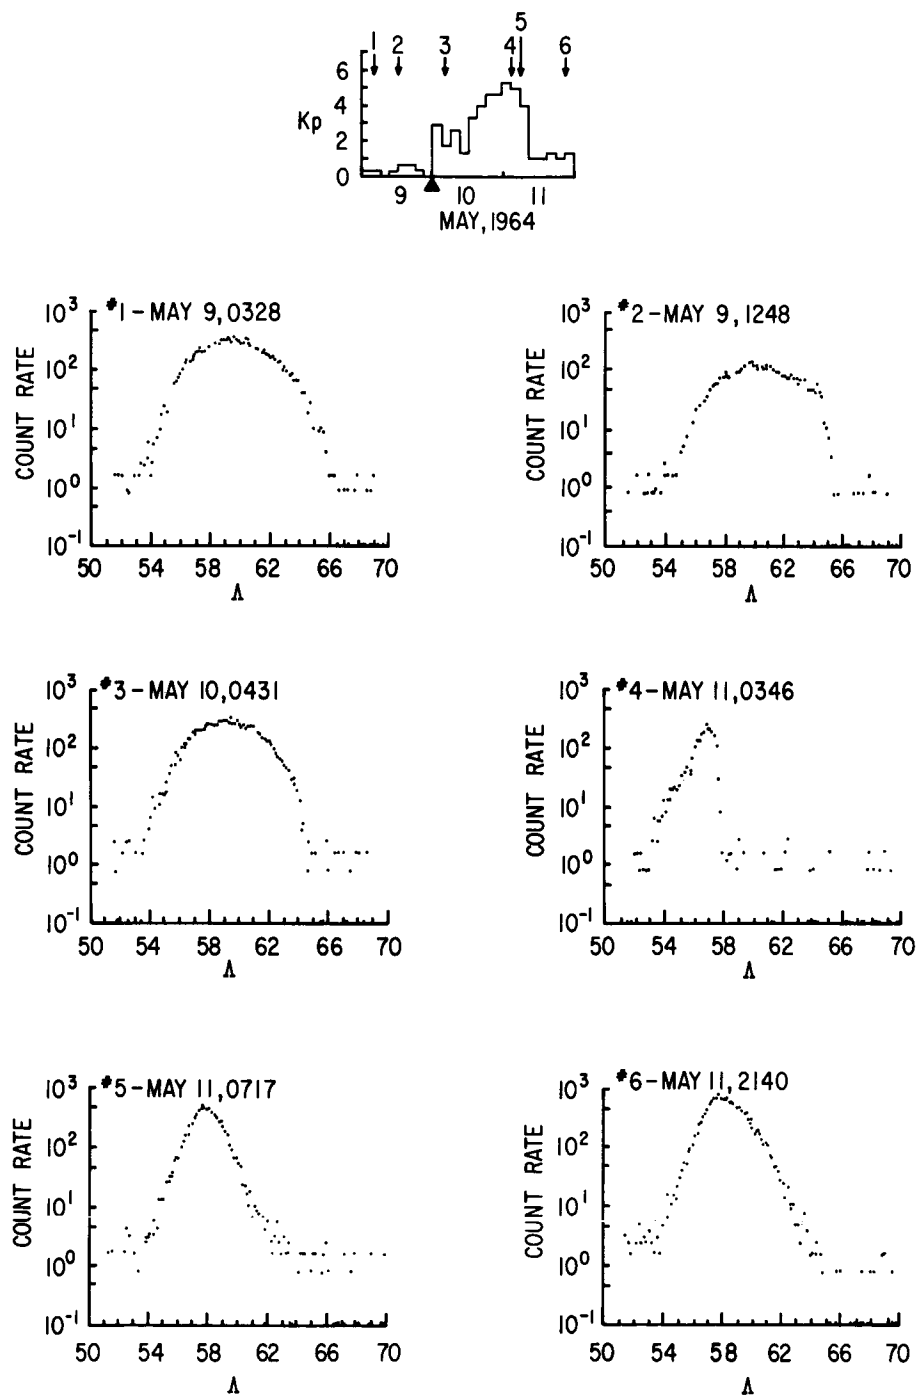 5
1 2 3 4 6
6
4
Kp
2
0
9 10 11
MAY, 1964
#1 – MAY 9, 0328
10³
10²
10¹
10⁰
10⁻¹
COUNT RATE
50 54 58 62 66 70
Λ
#2 – MAY 9, 1248
10³
10²
10¹
10⁰
10⁻¹
COUNT RATE
50 54 58 62 66 70
Λ
#3 – MAY 10, 0431
10³
10²
10¹
10⁰
10⁻¹
COUNT RATE
50 54 58 62 66 70
Λ
#4 – MAY 11, 0346
10³
10²
10¹
10⁰
10⁻¹
COUNT RATE
50 54 58 62 66 70
Λ
#5 – MAY 11, 0717
10³
10²
10¹
10⁰
10⁻¹
COUNT RATE
50 54 58 62 66 70
Λ
#6 – MAY 11, 2140
10³
10²
10¹
10⁰
10⁻¹
COUNT RATE
50 54 58 62 66 70
Λ